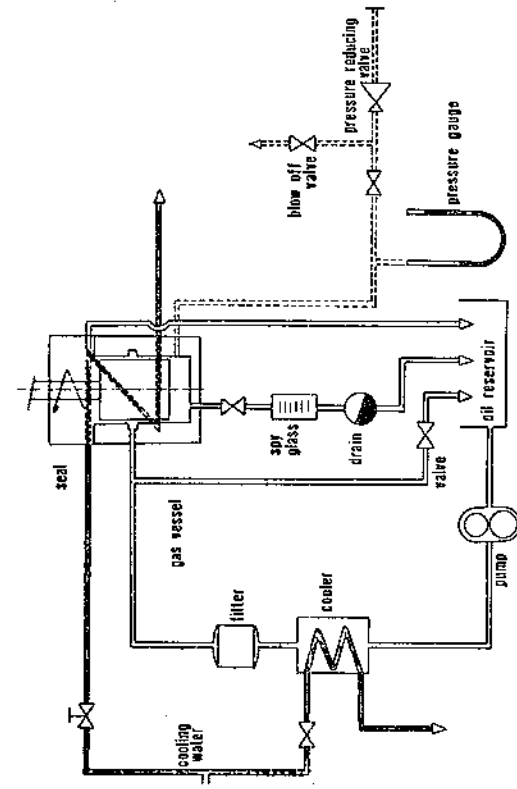 pressure reducing
valve
blow off
valve
pressure gauge
seal
gas vessel
spy
glass
drain
valve
oil reservoir
filter
cooler
pump
cooling
water